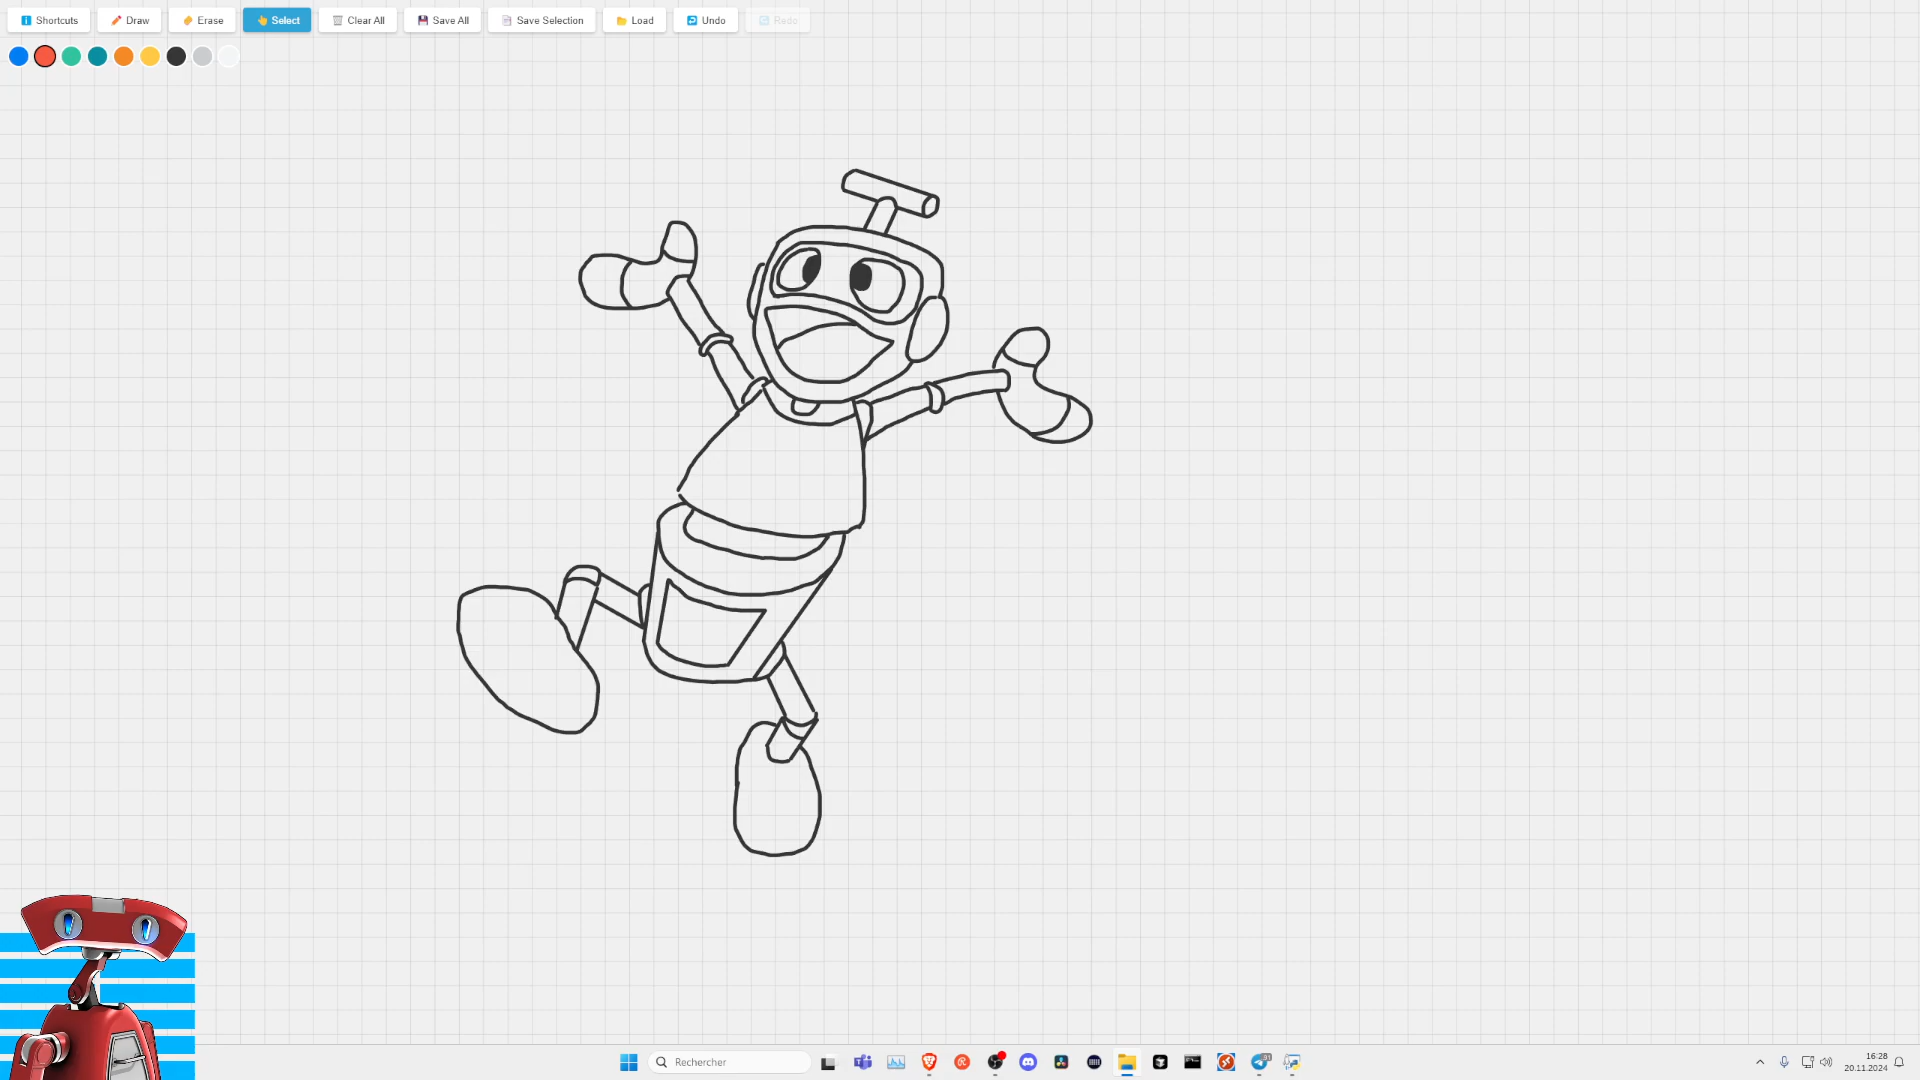 Shortcuts Draw Erase Select Clear All Save All Save Selection Load Undo Redo
Rechercher
91
16:28
20.11.2024